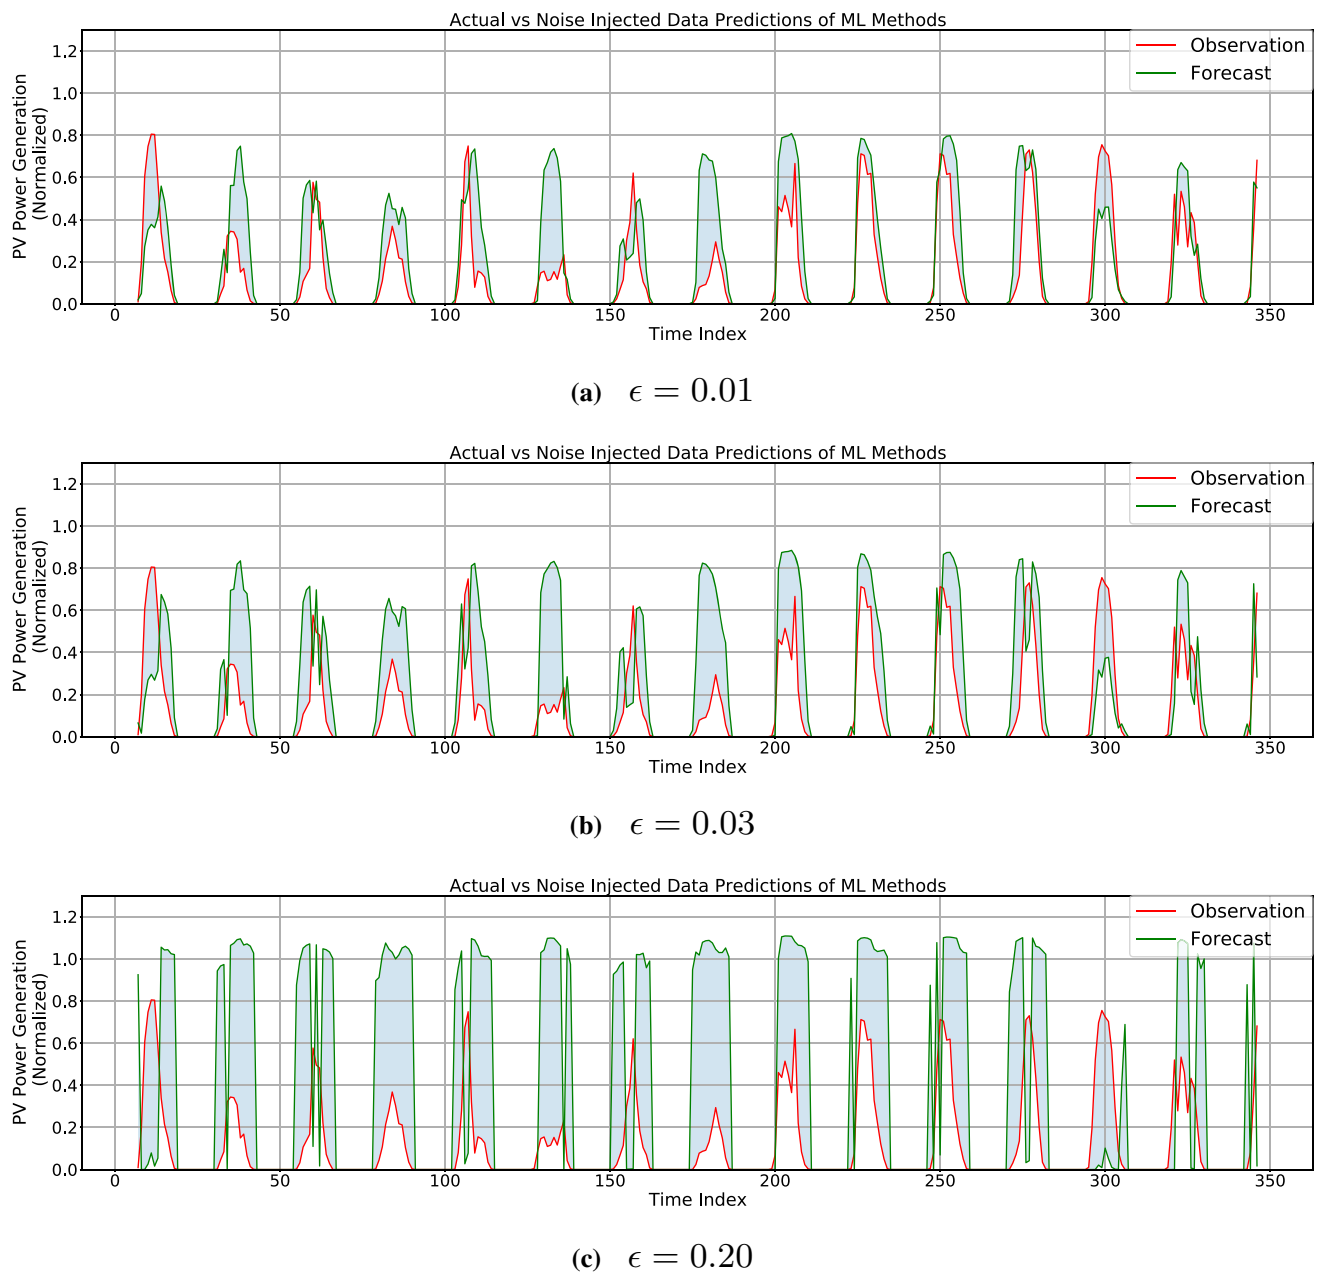 Actual vs Noise Injected Data Predictions of ML Methods
PV Power Generation
(Normalized)
1.2
1.0
0.8
0.6
0.4
0.2
0.0
Observation
Forecast
0 50 100 150 200 250 300 350
Time Index
(a) ϵ = 0.01
Actual vs Noise Injected Data Predictions of ML Methods
PV Power Generation
(Normalized)
1.2
1.0
0.8
0.6
0.4
0.2
0.0
Observation
Forecast
0 50 100 150 200 250 300 350
Time Index
(b) ϵ = 0.03
Actual vs Noise Injected Data Predictions of ML Methods
PV Power Generation
(Normalized)
1.2
1.0
0.8
0.6
0.4
0.2
0.0
Observation
Forecast
0 50 100 150 200 250 300 350
Time Index
(c) ϵ = 0.20